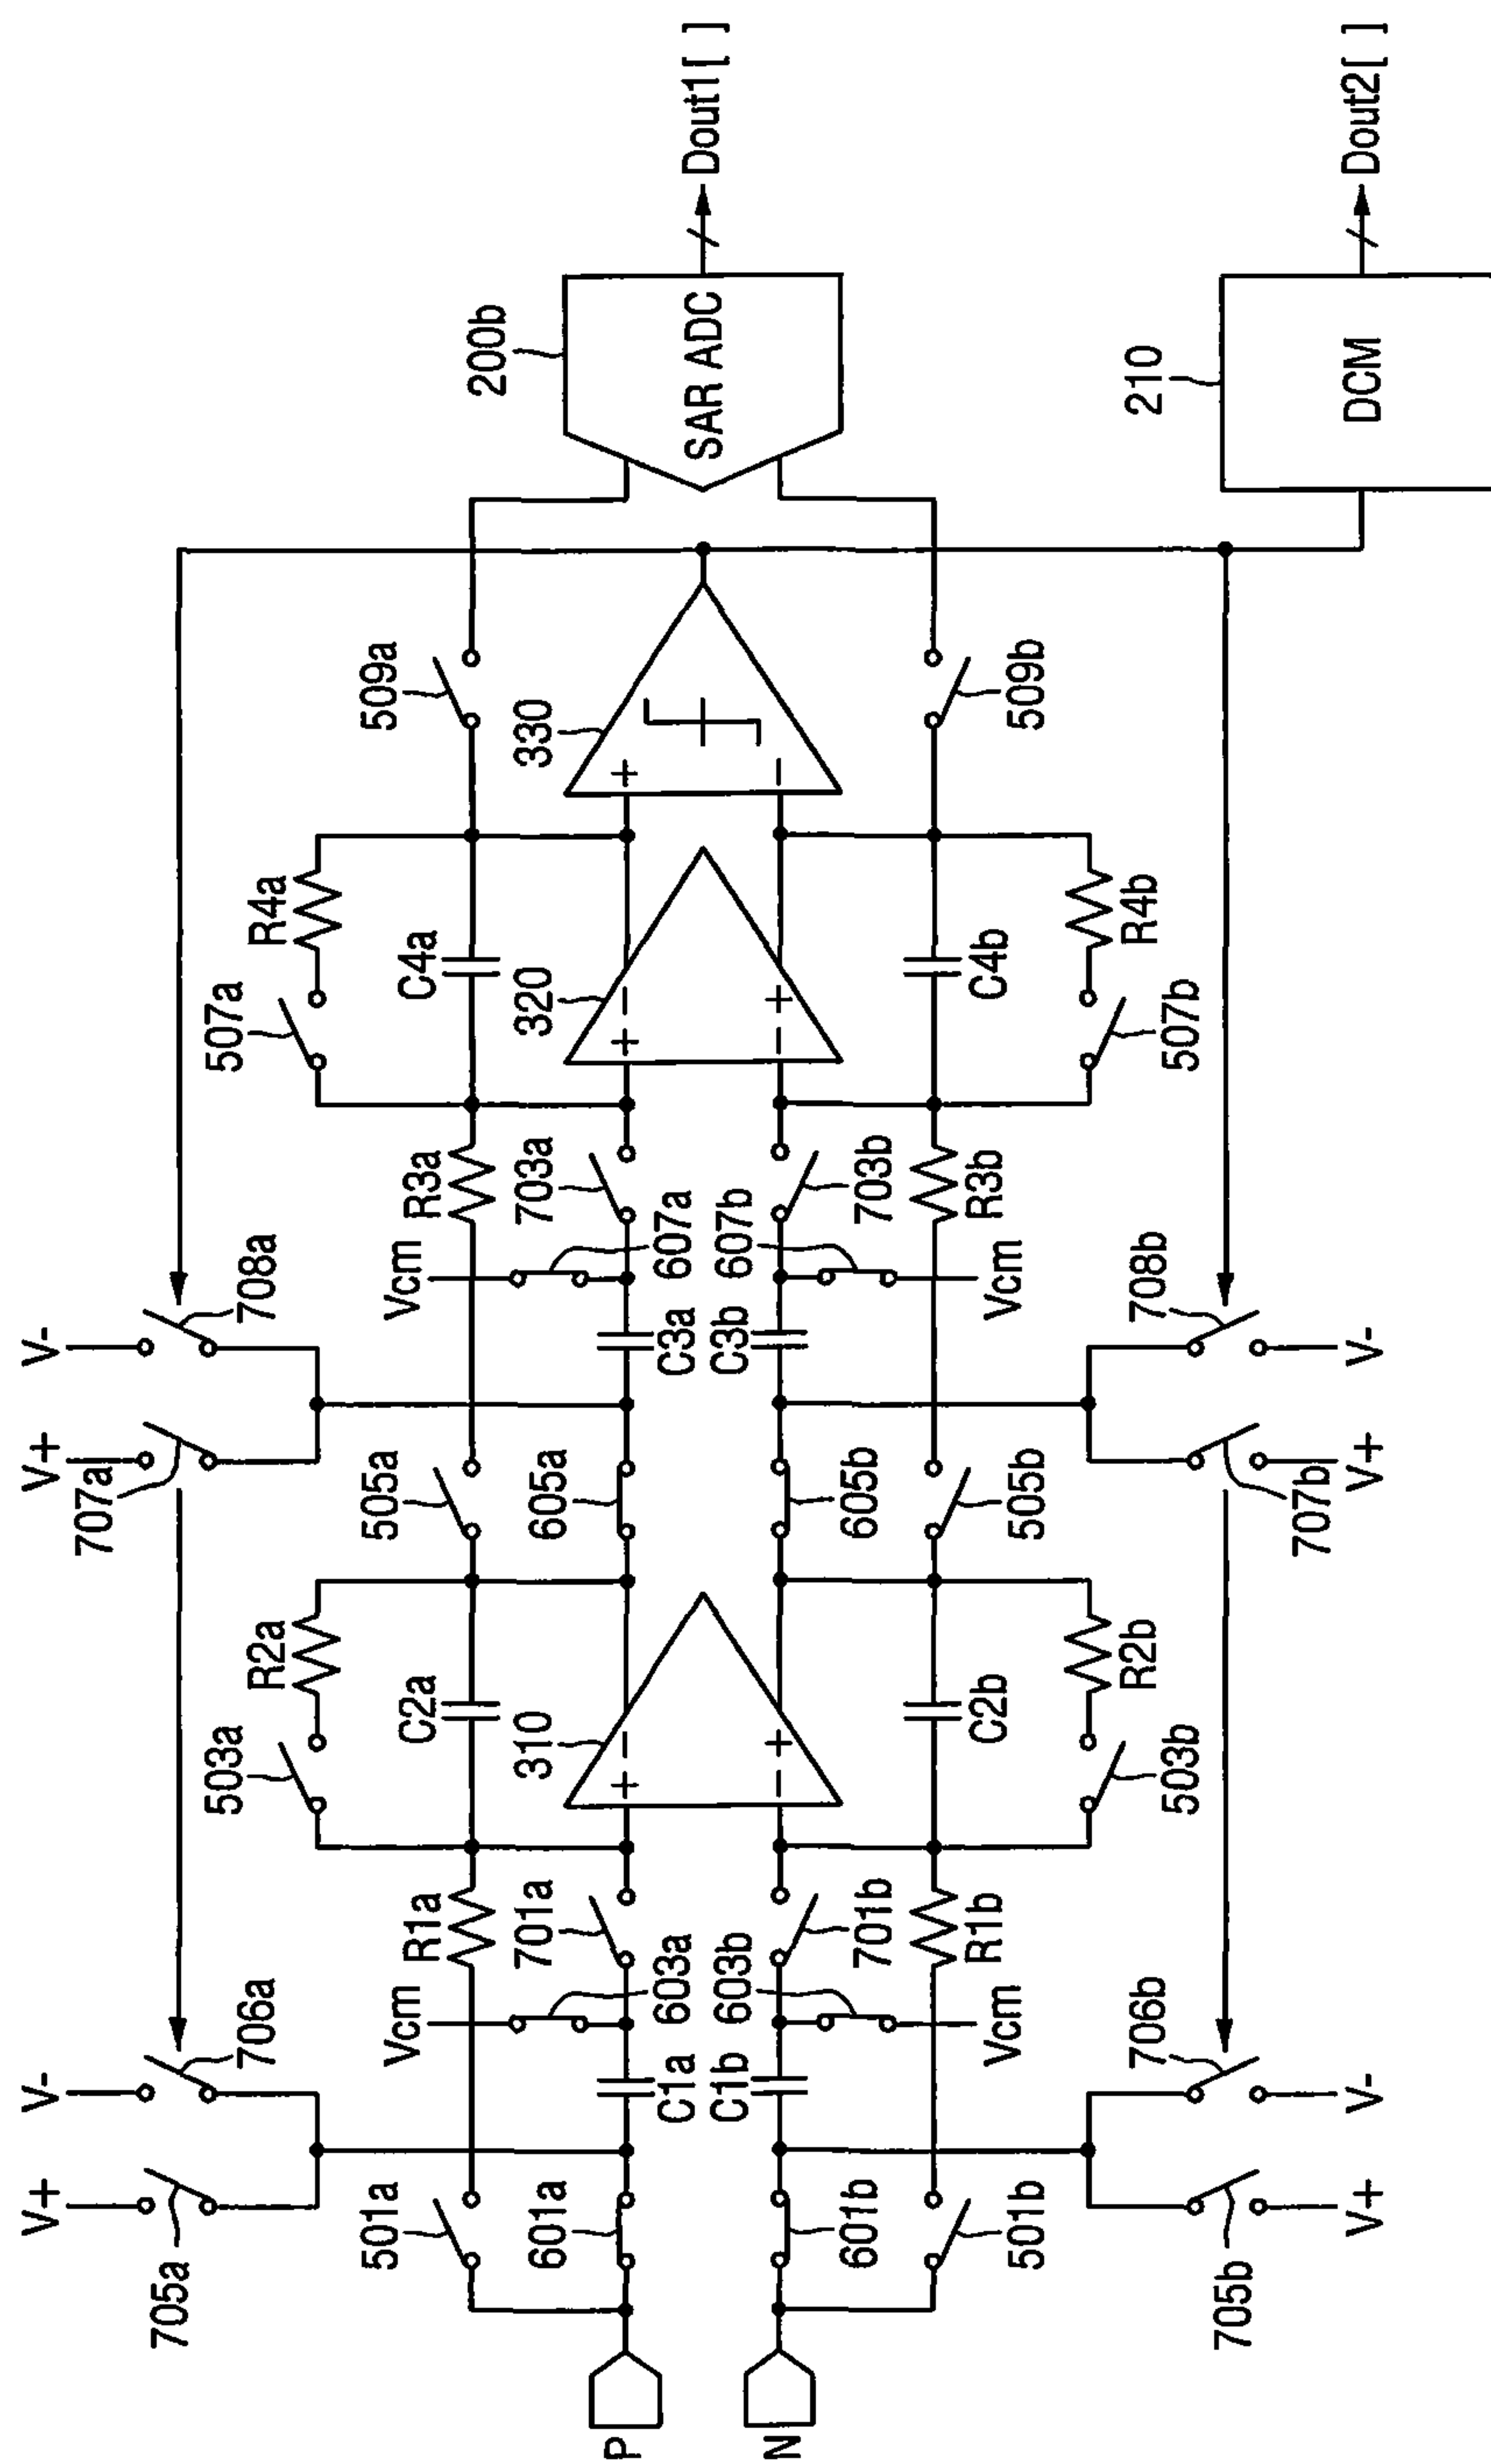 V+
V-
V+
V-
705a
706a
707a
708a
501a
R1a
503a
R2a
505a
R3a
507a
R4a
509a
200b
Vcm
C2a
Vcm
C4a
601a
701a
310
605a
703a
320
330
P
+
−
+
−
+
SAR ADC
Dout1[ ]
C1a
603a
C3a
607a
N
−
+
−
+
−
C1b
603b
C3b
607b
601b
701b
605b
703b
501b
R1b
C2b
505b
R3b
C4b
509b
Vcm
Vcm
503b
R2b
507b
R4b
210
705b
706b
707b
708b
DCM
Dout2[ ]
V+
V-
V+
V-